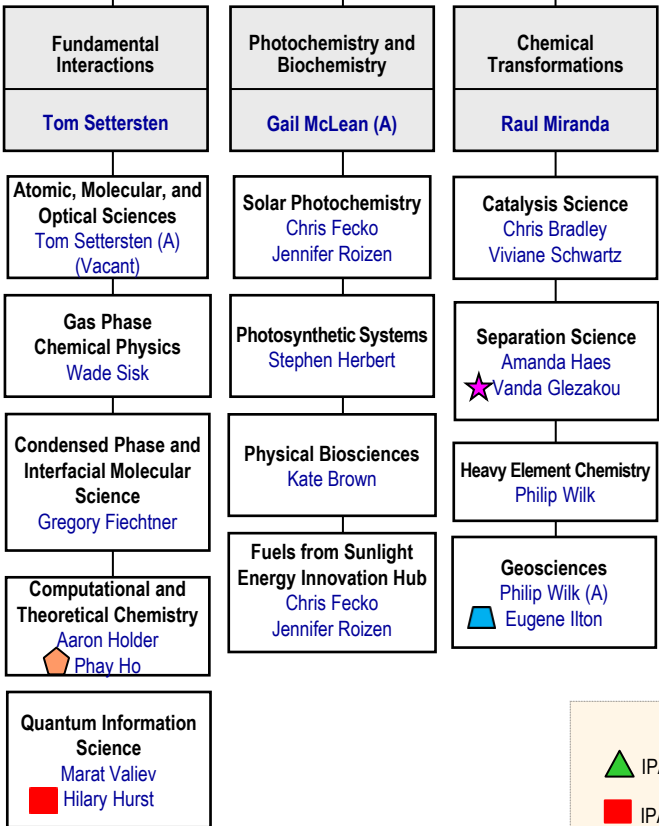 Fundamental
Interactions
Tom Settersten
Atomic, Molecular, and
Optical Sciences
Tom Settersten (A)
(Vacant)
Gas Phase
Chemical Physics
Wade Sisk
Condensed Phase and
Interfacial Molecular
Science
Gregory Fiechtner
Computational and
Theoretical Chemistry
Aaron Holder
Phay Ho
Quantum Information
Science
Marat Valiev
Hilary Hurst
Photochemistry and
Biochemistry
Gail McLean (A)
Solar Photochemistry
Chris Fecko
Jennifer Roizen
Photosynthetic Systems
Stephen Herbert
Physical Biosciences
Kate Brown
Fuels from Sunlight
Energy Innovation Hub
Chris Fecko
Jennifer Roizen
Chemical
Transformations
Raul Miranda
Catalysis Science
Chris Bradley
Viviane Schwartz
Separation Science
Amanda Haes
Vanda Glezakou
Heavy Element Chemistry
Philip Wilk
Geosciences
Philip Wilk (A)
Eugene Ilton